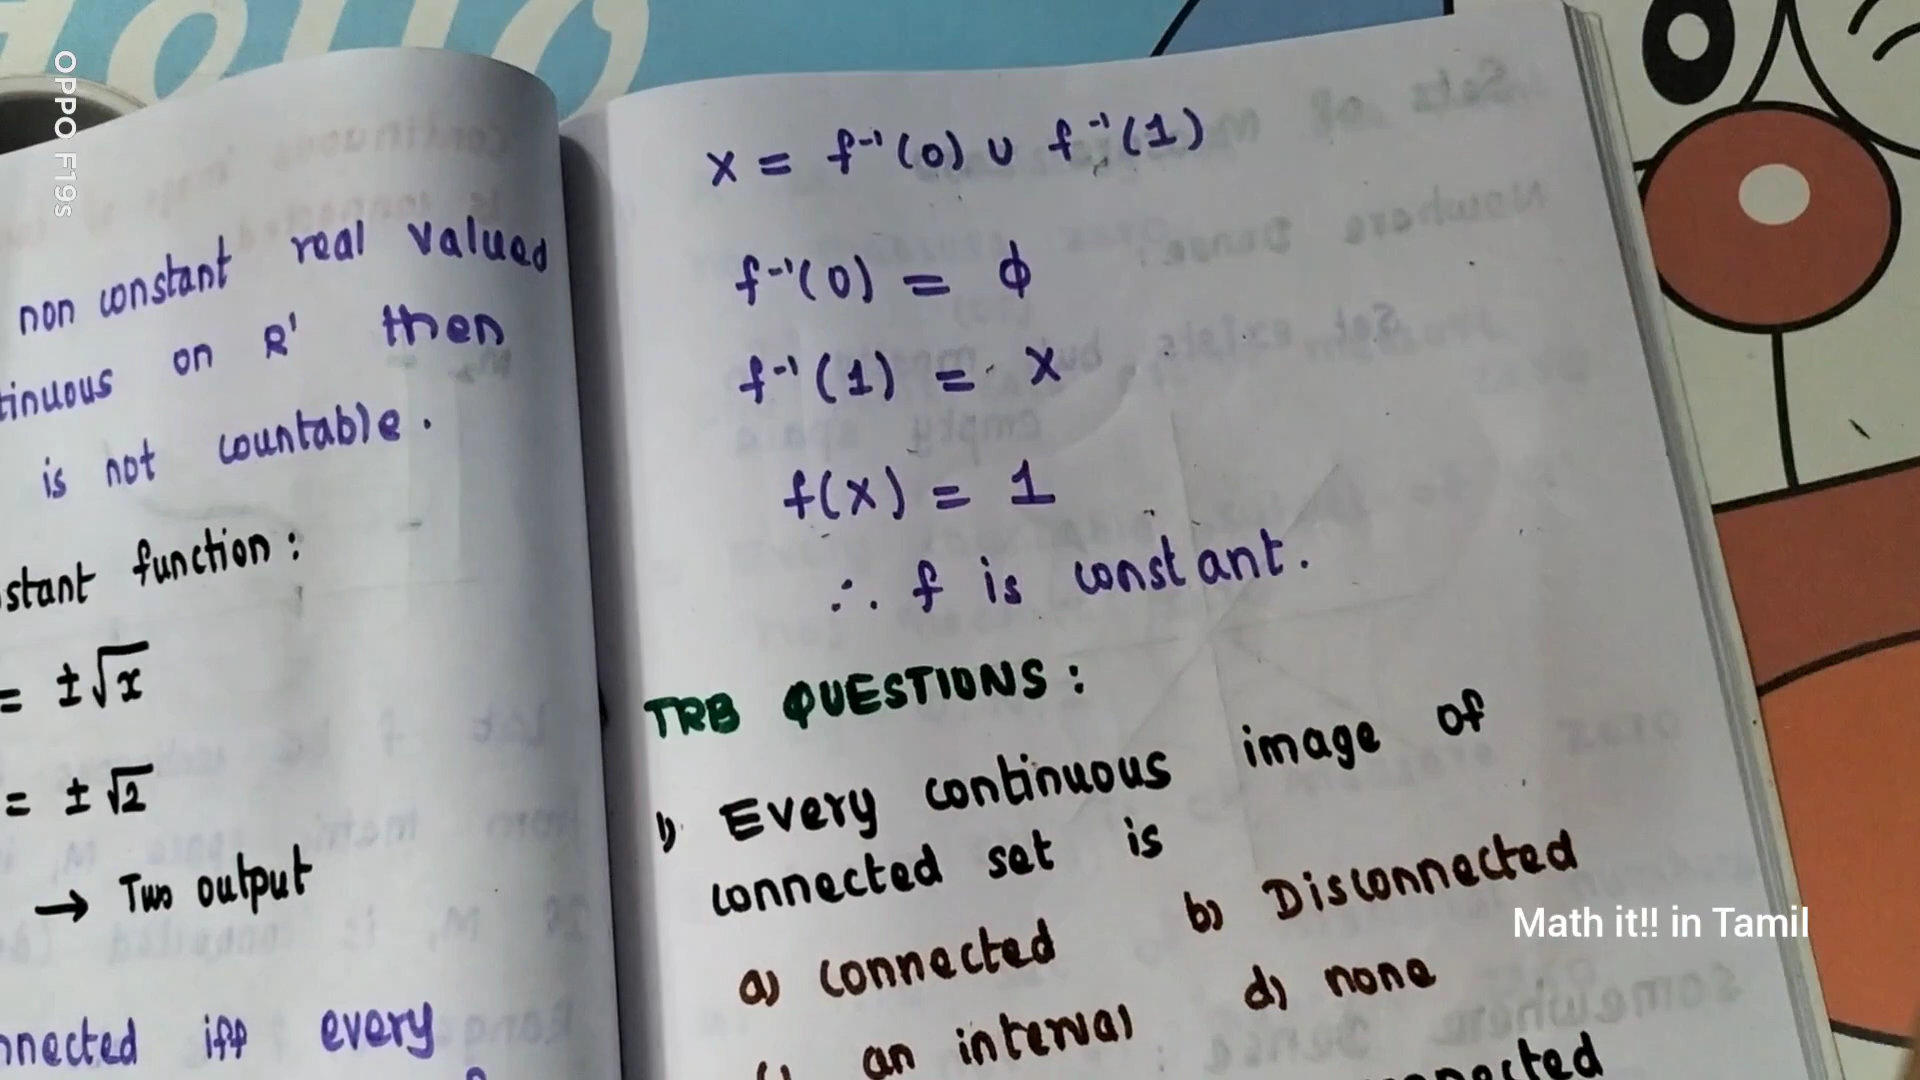 OPPO F19s
non constant real valued
tinuous on R' then
is not countable.
stant function:
= ±√x
= ±√2
→ Two output
nnected iff every
x = f⁻¹(0) ∪ f⁻¹(1)
f⁻¹(0) = ϕ
f⁻¹(1) = x
f(x) = 1
∴ f is constant.
TRB QUESTIONS:
1) Every continuous image of
connected set is
a) connected b) Disconnected
c) an interval d) none
nnected
Math it!! in Tamil